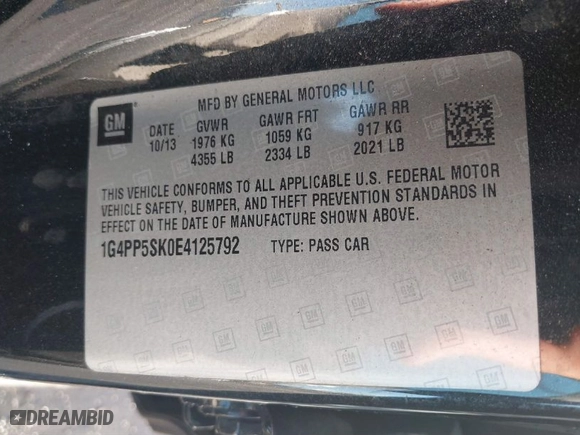 MFD BY GENERAL MOTORS LLC
GM DATE GVWR GAWR FRT GAWR RR
10/13 1976 KG 1059 KG 917 KG
4355 LB 2334 LB 2021 LB
THIS VEHICLE CONFORMS TO ALL APPLICABLE U.S. FEDERAL MOTOR
VEHICLE SAFETY, BUMPER, AND THEFT PREVENTION STANDARDS IN
EFFECT ON THE DATE OF MANUFACTURE SHOWN ABOVE.
1G4PP5SK0E4125792 TYPE: PASS CAR
DREAMBID